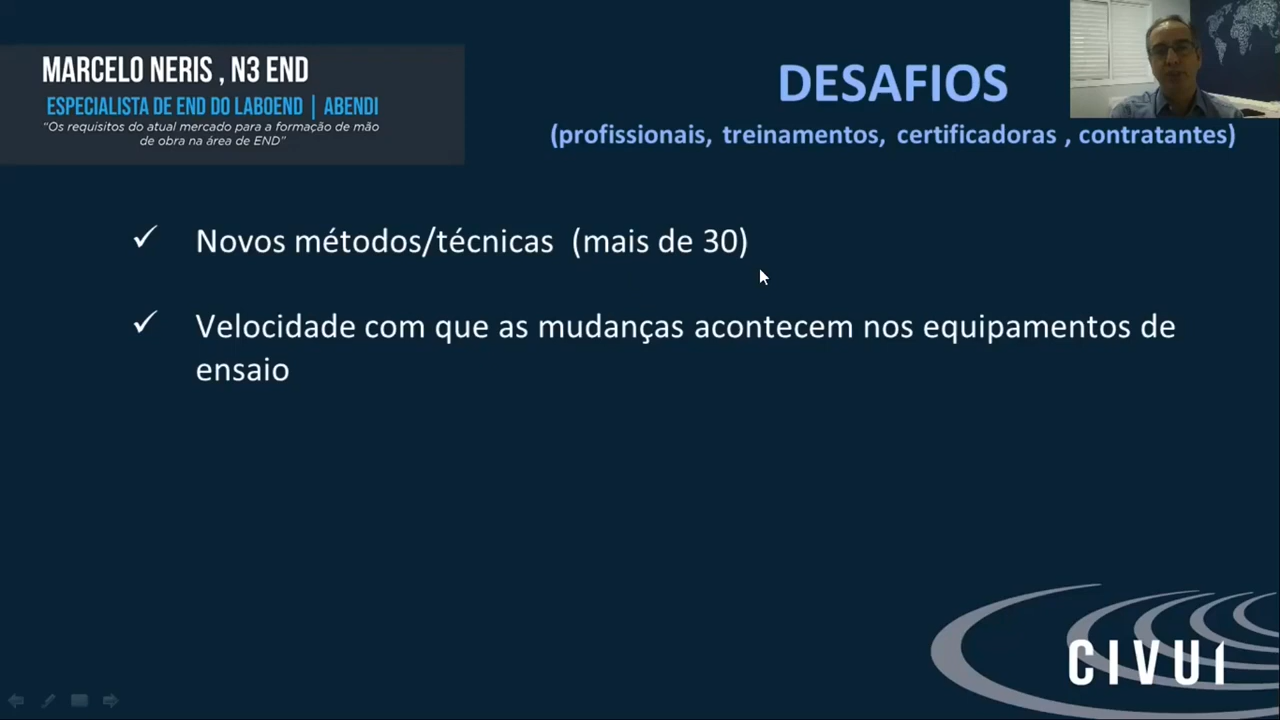 MARCELO NERIS , N3 END
ESPECIALISTA DE END DO LABOEND | ABENDI
“Os requisitos do atual mercado para a formação de mão
de obra na área de END”
DESAFIOS
(profissionais, treinamentos, certificadoras , contratantes)
✓ Novos métodos/técnicas (mais de 30)
✓ Velocidade com que as mudanças acontecem nos equipamentos de
ensaio
CIVUI